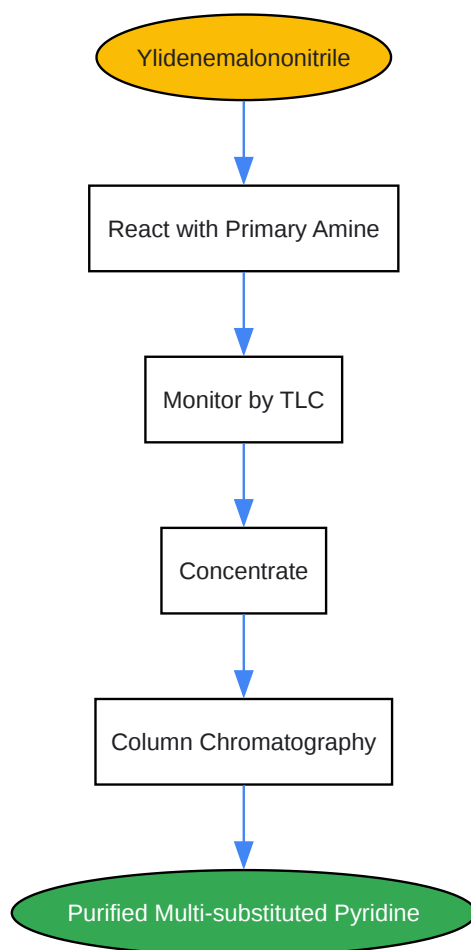 Ylidenemalononitrile
React with Primary Amine
Monitor by TLC
Concentrate
Column Chromatography
Purified Multi-substituted Pyridine